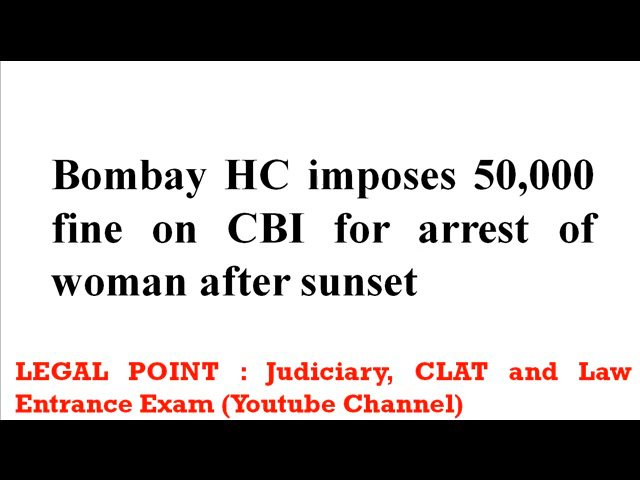 Bombay HC imposes 50,000
fine on CBI for arrest of
woman after sunset
LEGAL POINT : Judiciary, CLAT and Law
Entrance Exam (Youtube Channel)